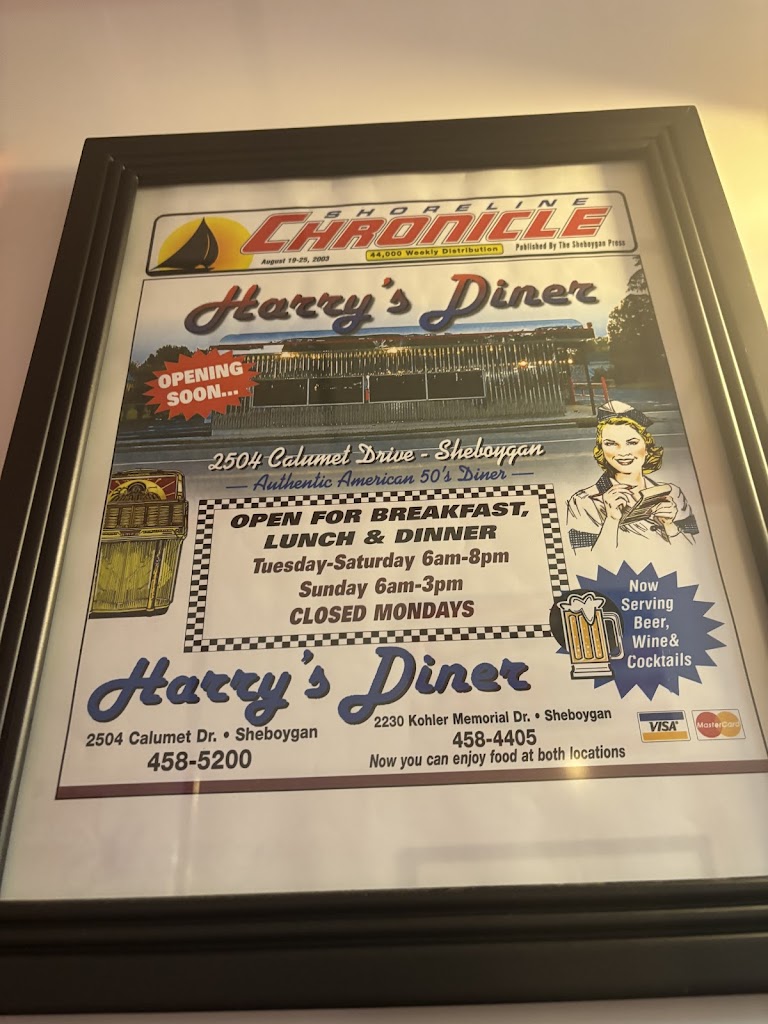 SHORELINE
CHRONICLE
August 19-25, 2003
44,000 Weekly Distribution
Published By The Sheboygan Press
Harry's Diner
OPENING
SOON...
2504 Calumet Drive - Sheboygan
— Authentic American 50's Diner —
OPEN FOR BREAKFAST,
LUNCH & DINNER
Tuesday-Saturday 6am-8pm
Sunday 6am-3pm
CLOSED MONDAYS
Now
Serving
Beer,
Wine&
Cocktails
Harry's Diner
2504 Calumet Dr. • Sheboygan
458-5200
2230 Kohler Memorial Dr. • Sheboygan
458-4405
Now you can enjoy food at both locations
VISA
MasterCard